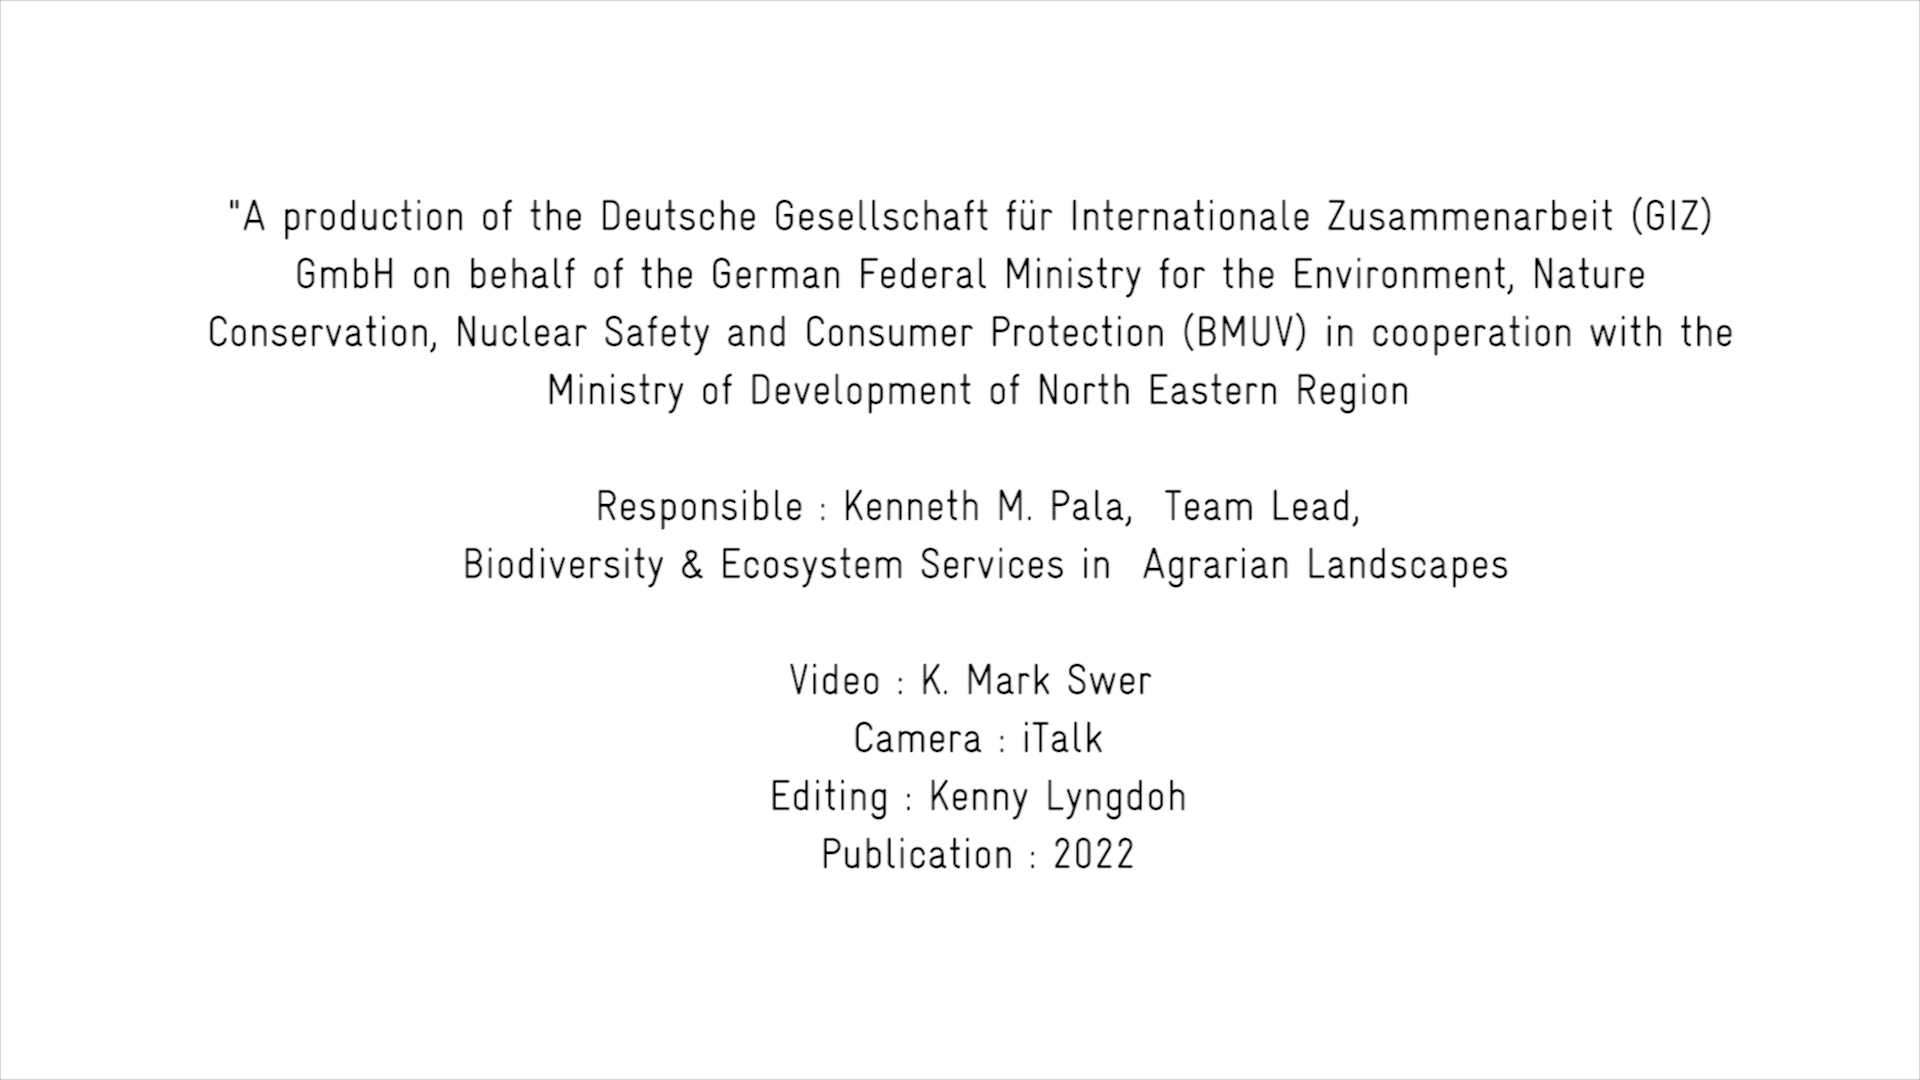 "A production of the Deutsche Gesellschaft für Internationale Zusammenarbeit (GIZ)
GmbH on behalf of the German Federal Ministry for the Environment, Nature
Conservation, Nuclear Safety and Consumer Protection (BMUV) in cooperation with the
Ministry of Development of North Eastern Region
Responsible : Kenneth M. Pala,  Team Lead,
Biodiversity & Ecosystem Services in  Agrarian Landscapes
Video : K. Mark Swer
Camera : iTalk
Editing : Kenny Lyngdoh
Publication : 2022